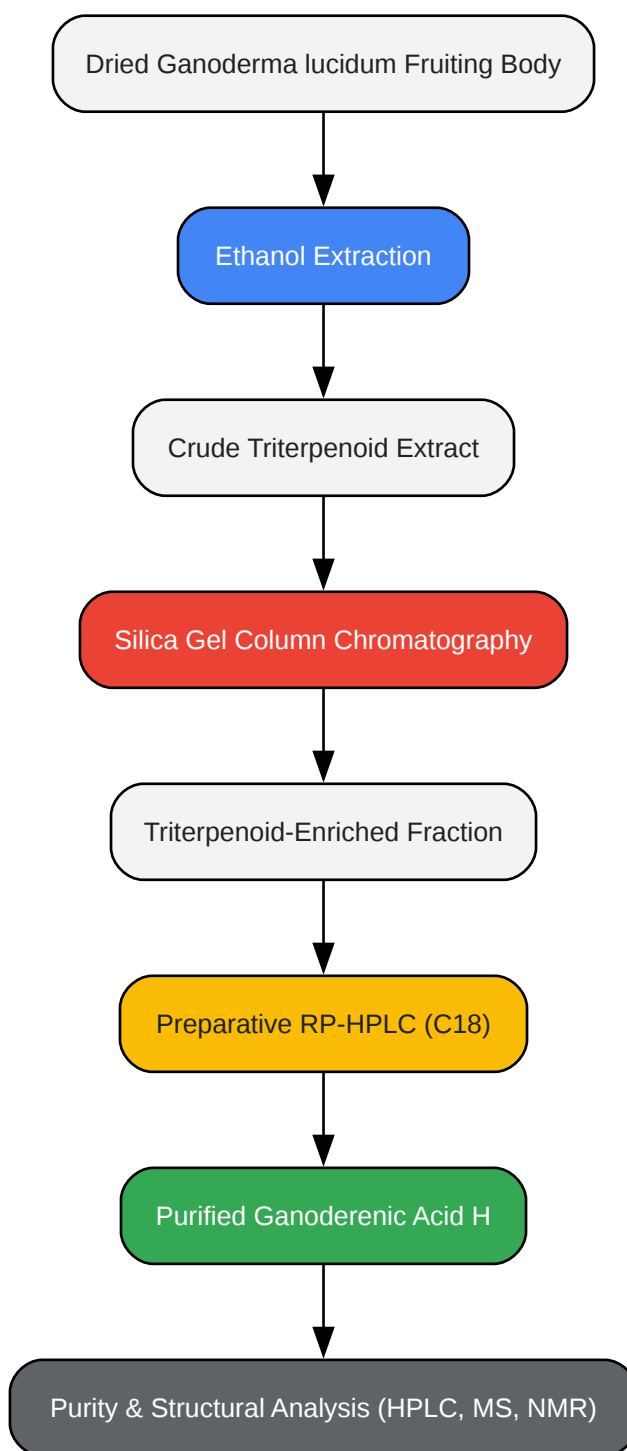 Dried Ganoderma lucidum Fruiting Body
Ethanol Extraction
Crude Triterpenoid Extract
Silica Gel Column Chromatography
Triterpenoid-Enriched Fraction
Preparative RP-HPLC (C18)
Purified Ganoderenic Acid H
Purity & Structural Analysis (HPLC, MS, NMR)